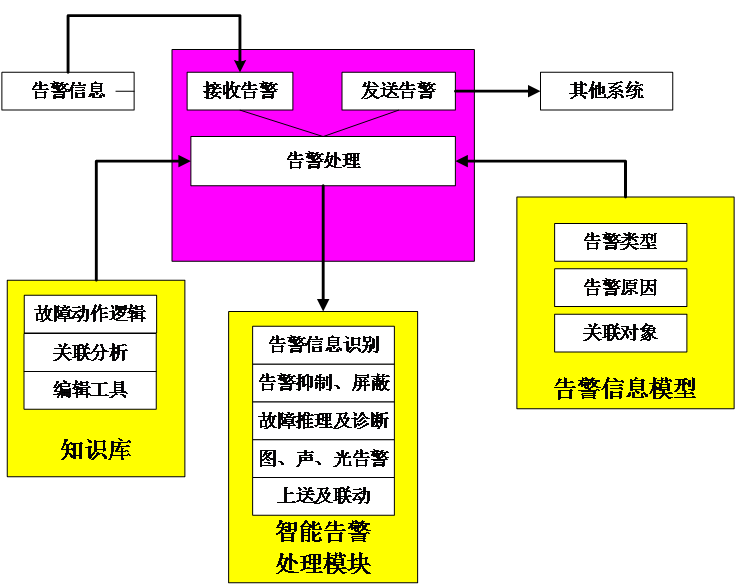 告警信息
接收告警
发送告警
其他系统
告警处理
告警类型
告警原因
关联对象
告警信息模型
故障动作逻辑
关联分析
编辑工具
知识库
告警信息识别
告警抑制、屏蔽
故障推理及诊断
图、声、光告警
上送及联动
智能告警
处理模块